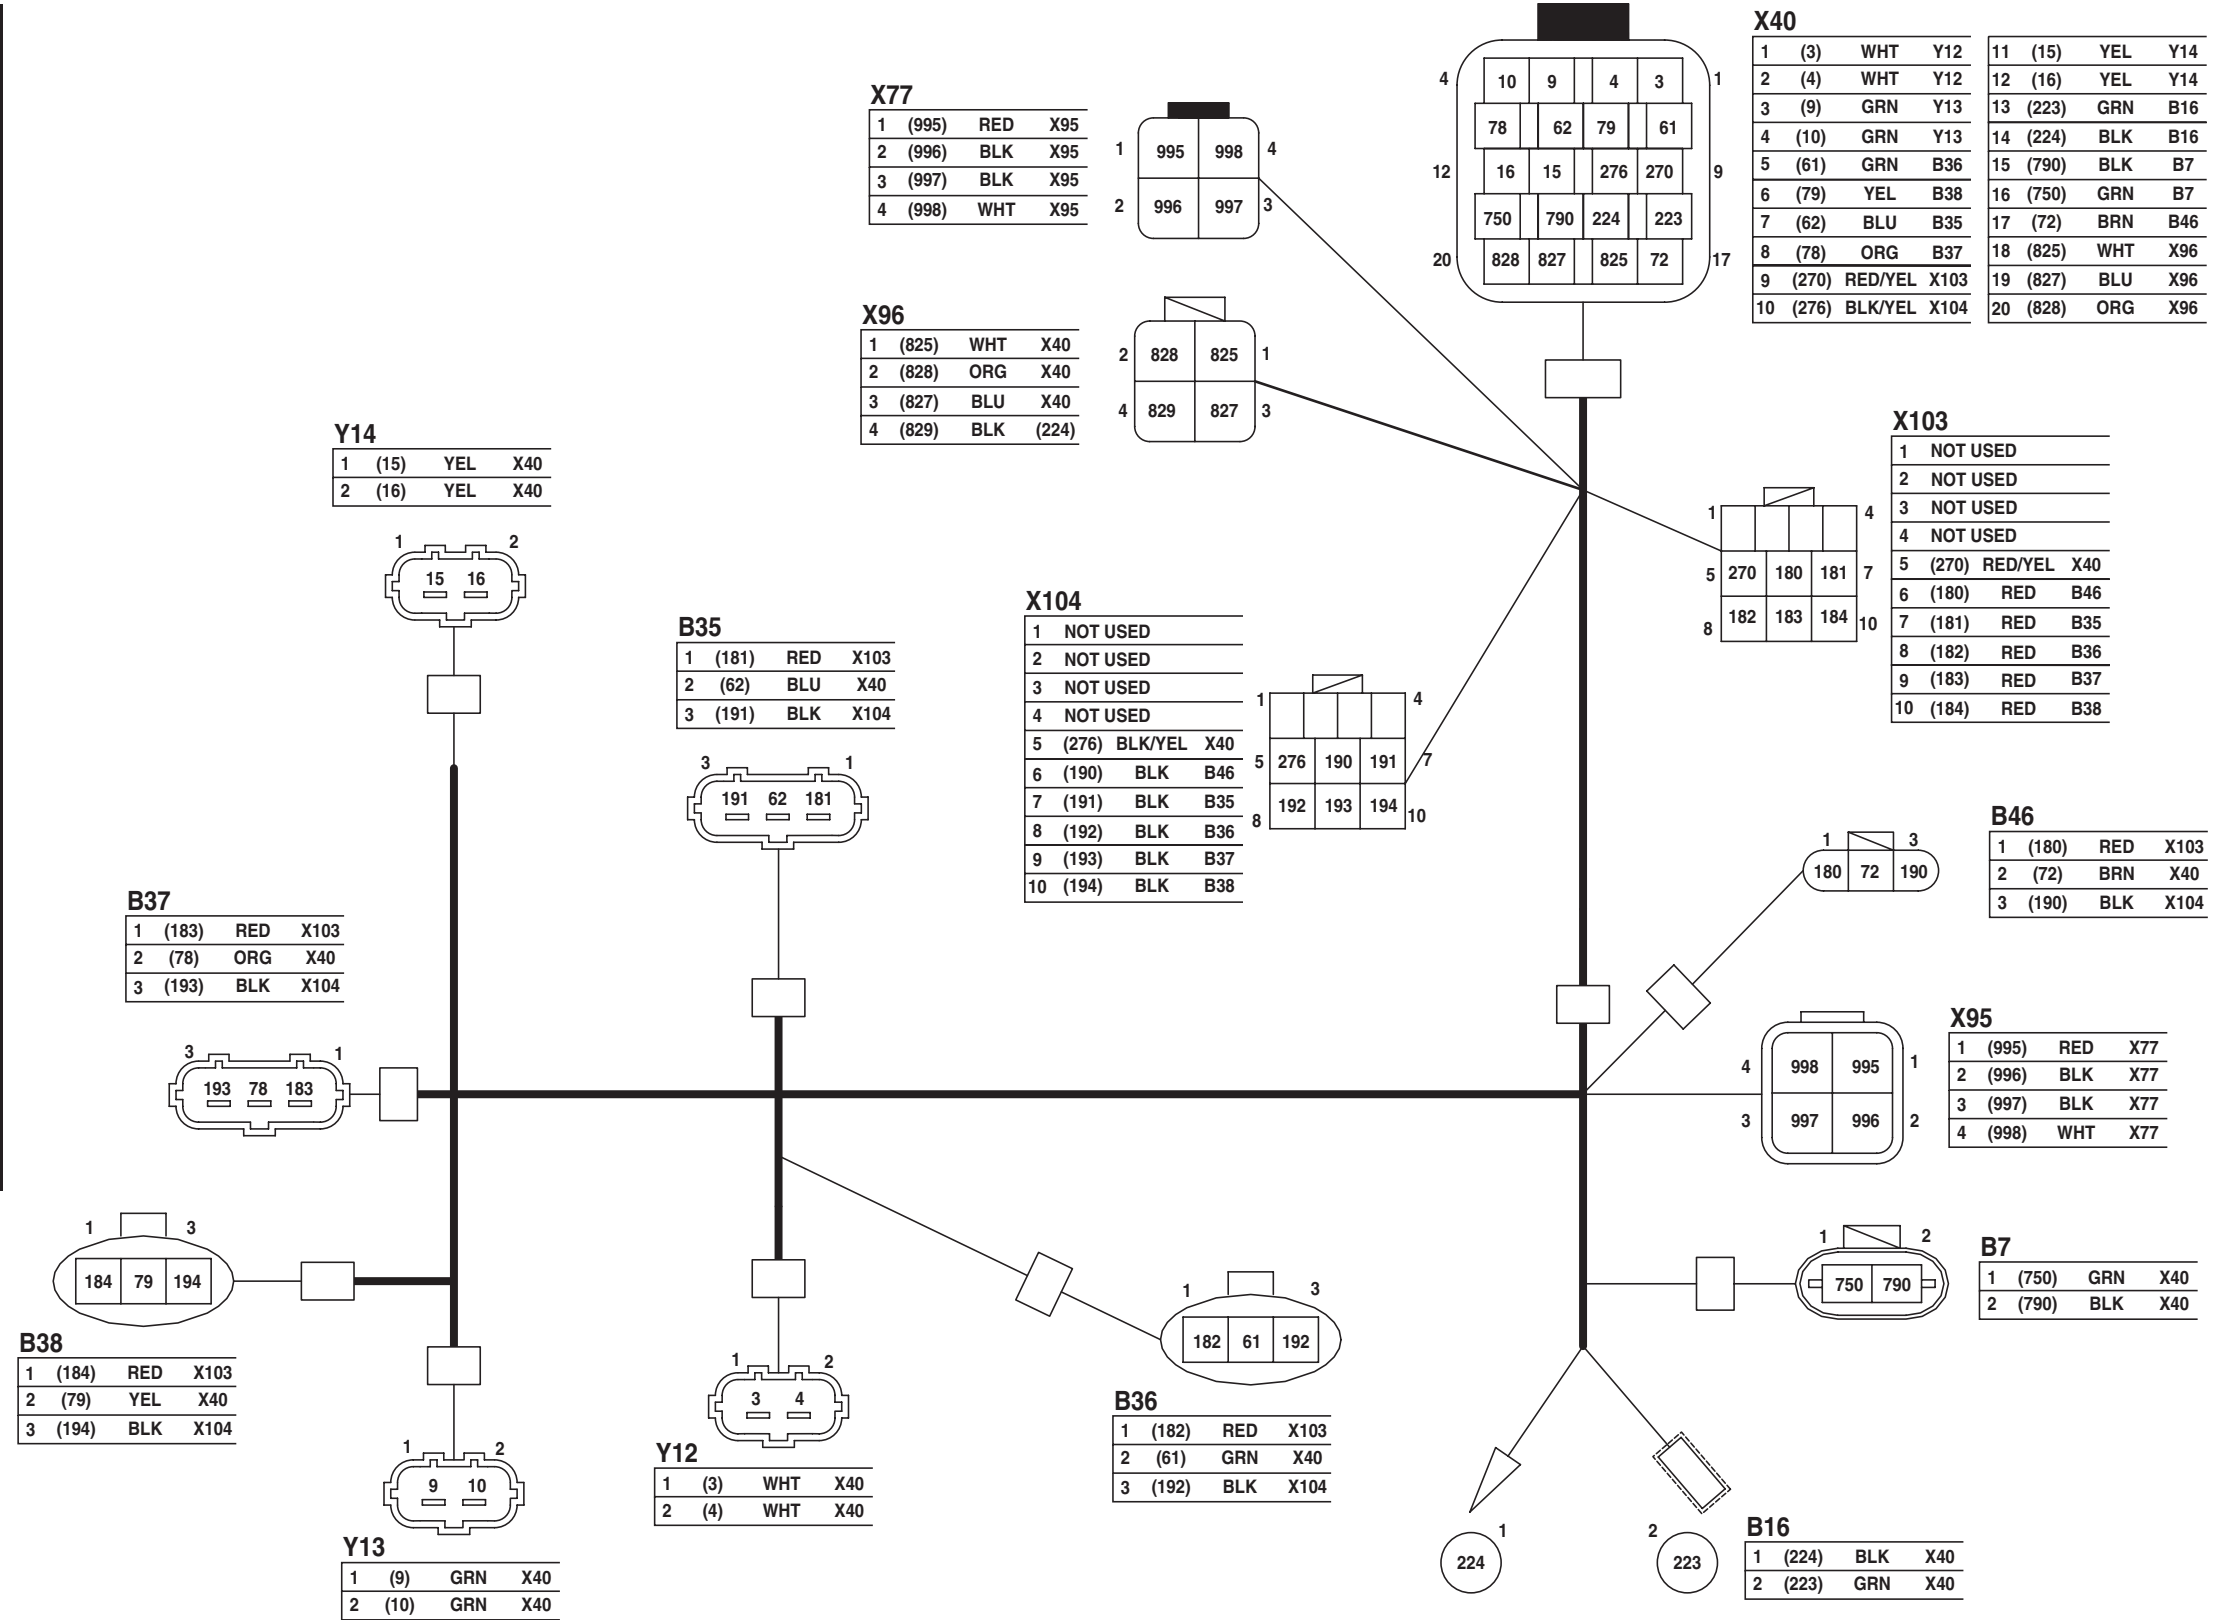 X40
1 (3) WHT Y12
2 (4) WHT Y12
3 (9) GRN Y13
4 (10) GRN Y13
5 (61) GRN B36
6 (79) YEL B38
7 (62) BLU B35
8 (78) ORG B37
9 (270) RED/YEL X103
10 (276) BLK/YEL X104
11 (15) YEL Y14
12 (16) YEL Y14
13 (223) GRN B16
14 (224) BLK B16
15 (790) BLK B7
16 (750) GRN B7
17 (72) BRN B46
18 (825) WHT X96
19 (827) BLU X96
20 (828) ORG X96
4 10 9 4 3 1
78 62 79 61
12 16 15 276 270 9
750 790 224 223
20 828 827 825 72 17
X77
1 (995) RED X95
2 (996) BLK X95
3 (997) BLK X95
4 (998) WHT X95
1 995 998 4
2 996 997 3
X96
1 (825) WHT X40
2 (828) ORG X40
3 (827) BLU X40
4 (829) BLK (224)
2 828 825 1
4 829 827 3
X103
1 NOT USED
2 NOT USED
3 NOT USED
4 NOT USED
5 (270) RED/YEL X40
6 (180) RED B46
7 (181) RED B35
8 (182) RED B36
9 (183) RED B37
10 (184) RED B38
1 4
5 270 180 181 7
8 182 183 184 10
Y14
1 (15) YEL X40
2 (16) YEL X40
1 2
15 16
B35
1 (181) RED X103
2 (62) BLU X40
3 (191) BLK X104
3 1
191 62 181
X104
1 NOT USED
2 NOT USED
3 NOT USED
4 NOT USED
5 (276) BLK/YEL X40
6 (190) BLK B46
7 (191) BLK B35
8 (192) BLK B36
9 (193) BLK B37
10 (194) BLK B38
1 4
5 276 190 191 7
8 192 193 194 10
B46
1 (180) RED X103
2 (72) BRN X40
3 (190) BLK X104
1 3
180 72 190
B37
1 (183) RED X103
2 (78) ORG X40
3 (193) BLK X104
3 1
193 78 183
X95
1 (995) RED X77
2 (996) BLK X77
3 (997) BLK X77
4 (998) WHT X77
4 998 995 1
3 997 996 2
1 3
184 79 194
B38
1 (184) RED X103
2 (79) YEL X40
3 (194) BLK X104
B7
1 (750) GRN X40
2 (790) BLK X40
1 2
750 790
1 3
182 61 192
B36
1 (182) RED X103
2 (61) GRN X40
3 (192) BLK X104
1 2
3 4
Y12
1 (3) WHT X40
2 (4) WHT X40
1 2
9 10
Y13
1 (9) GRN X40
2 (10) GRN X40
224 1
2 223
B16
1 (224) BLK X40
2 (223) GRN X40